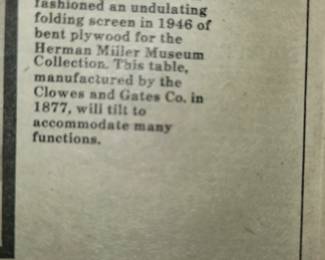 fashioned an undulating
folding screen in 1946 of
bent plywood for the
Herman Miller Museum
Collection. This table,
manufactured by the
Clowes and Gates Co. in
1877, will tilt to
accommodate many
functions.